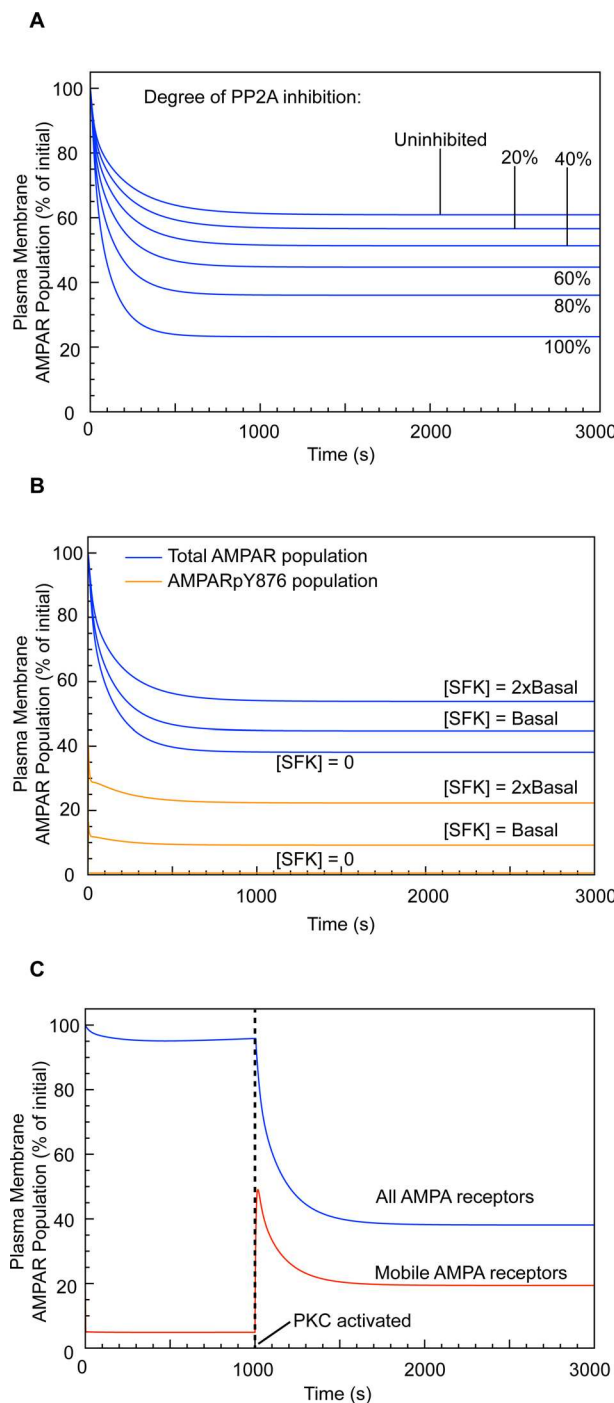 A
Degree of PP2A inhibition:
Uninhibited
20%
40%
60%
80%
100%
100
80
60
40
20
0
Plasma Membrane
AMPAR Population (% of initial)
0
1000
2000
3000
Time (s)
B
Total AMPAR population
AMPARpY876 population
[SFK] = 2xBasal
[SFK] = Basal
[SFK] = 0
[SFK] = 2xBasal
[SFK] = Basal
[SFK] = 0
100
80
60
40
20
0
Plasma Membrane
AMPAR Population (% of initial)
0
1000
2000
3000
Time (s)
C
All AMPA receptors
Mobile AMPA receptors
PKC activated
100
80
60
40
20
0
Plasma Membrane
AMPAR Population (% of initial)
0
1000
2000
3000
Time (s)